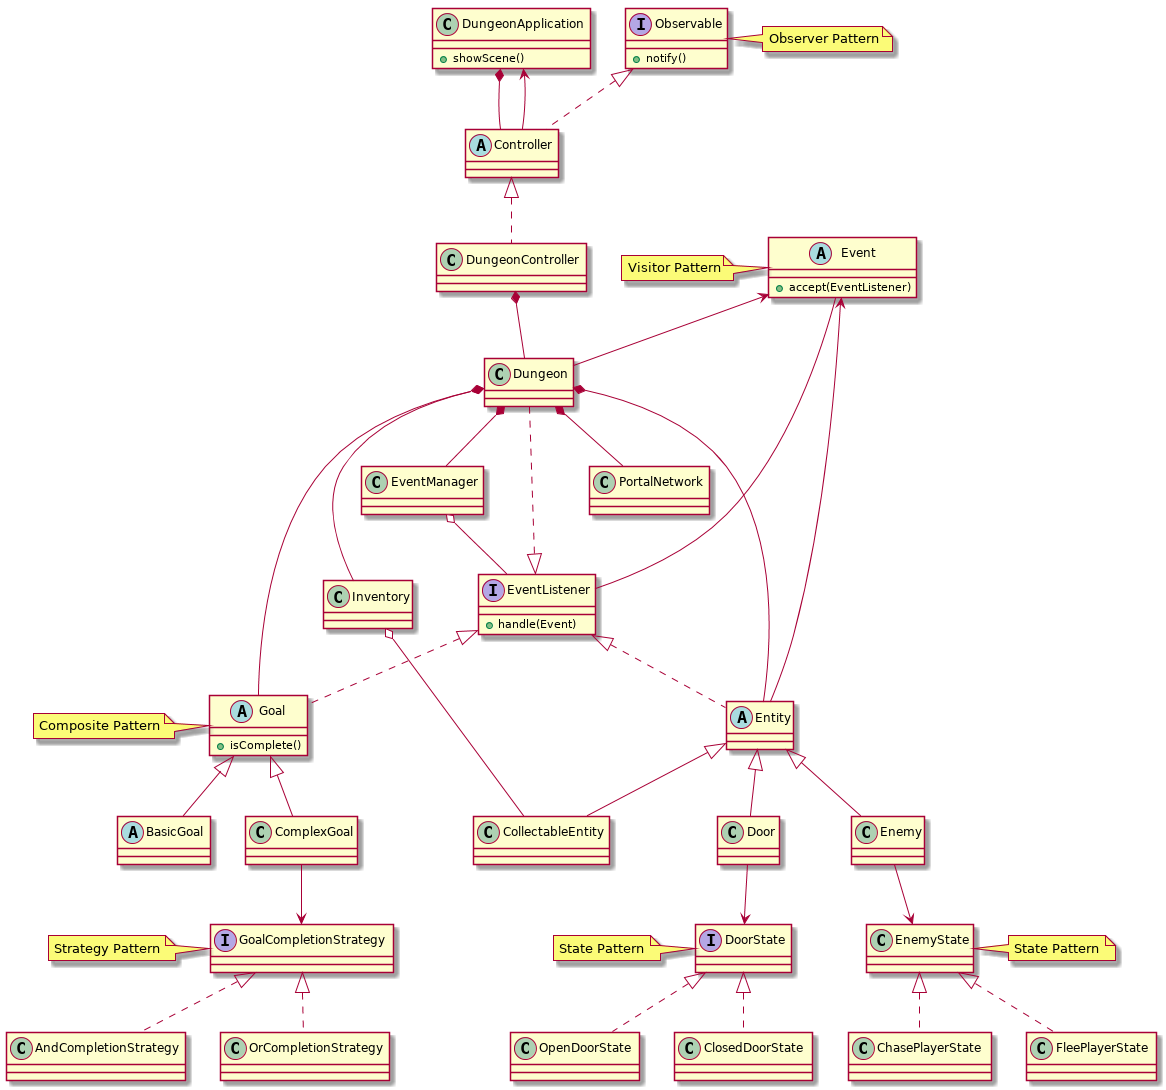 C DungeonApplication
showScene()
I Observable
notify()
Observer Pattern
A Controller
C DungeonController
Visitor Pattern
A Event
accept(EventListener)
C Dungeon
C EventManager
C PortalNetwork
C Inventory
I EventListener
handle(Event)
Composite Pattern
A Goal
isComplete()
A Entity
A BasicGoal
C ComplexGoal
C CollectableEntity
C Door
C Enemy
Strategy Pattern
I GoalCompletionStrategy
State Pattern
I DoorState
C EnemyState
State Pattern
C AndCompletionStrategy
C OrCompletionStrategy
C OpenDoorState
C ClosedDoorState
C ChasePlayerState
C FleePlayerState